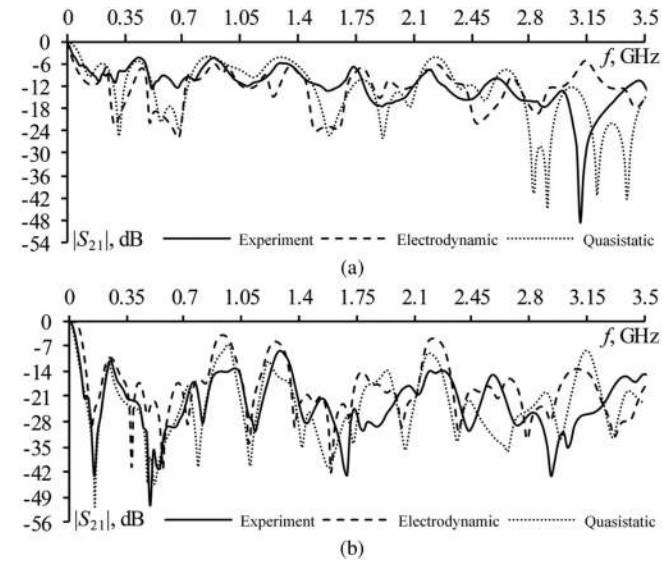 0 0.35 0.7 1.05 1.4 1.75 2.1 2.45 2.8 3.15 3.5
0
f, GHz
-6
-12
-18
-24
-30
-36
-42
-48
-54
|S21|, dB Experiment Electrodynamic Quasistatic
(a)
0 0.35 0.7 1.05 1.4 1.75 2.1 2.45 2.8 3.15 3.5
0
f, GHz
-7
-14
-21
-28
-35
-42
-49
-56
|S21|, dB Experiment Electrodynamic Quasistatic
(b)